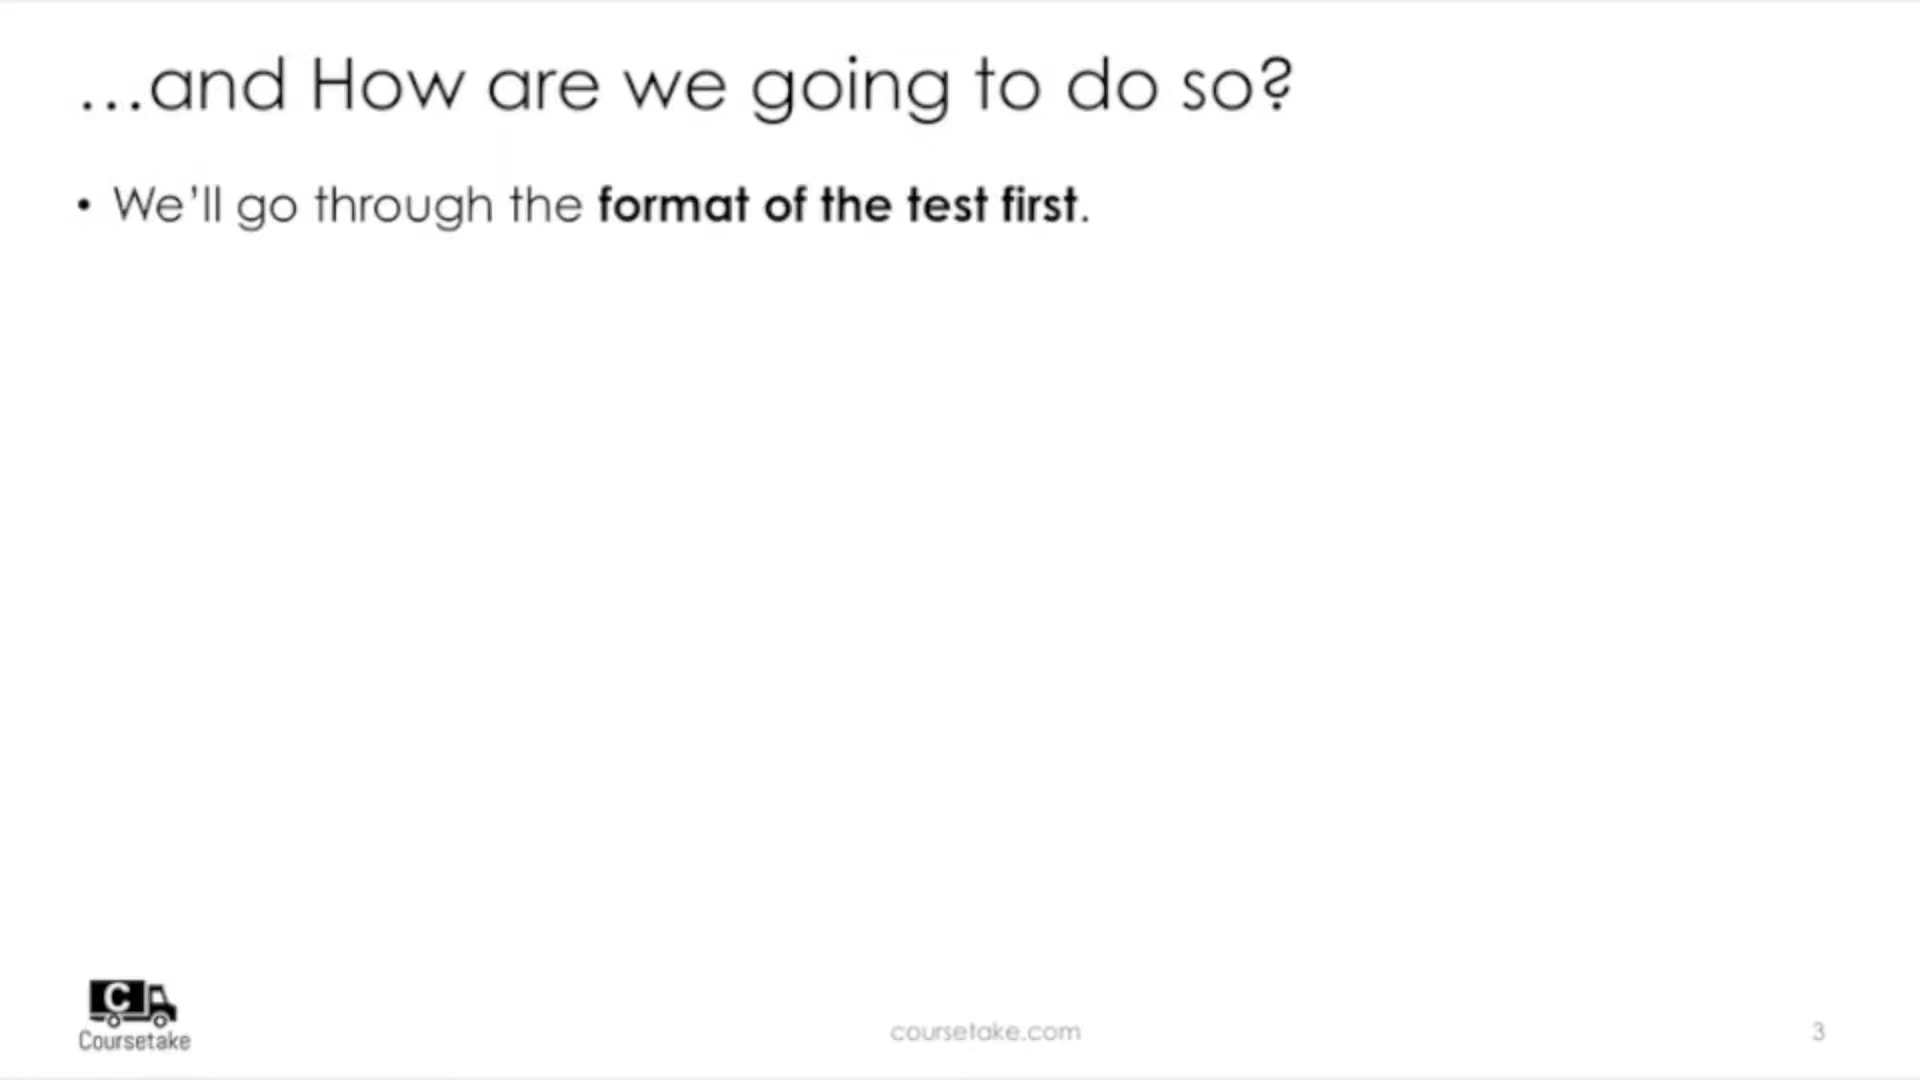 ...and How are we going to do so?
• We'll go through the format of the test first.
C
Coursetake
coursetake.com
3